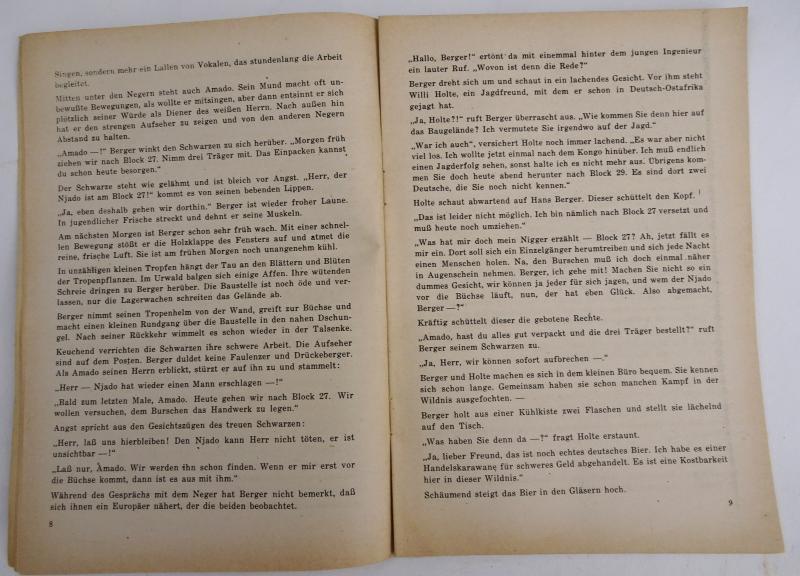 Singen, sondern mehr ein Lallen von Vokalen, das stundenlang die Arbeit
begleitet.
Mitten unter den Negern steht auch Amado. Sein Mund macht oft un-
bewußte Bewegungen, als wollte er mitsingen, aber dann entsinnt er sich
plötzlich seiner Würde als Diener des weißen Herrn. Nach außen hin
hat er den strengen Aufseher zu zeigen und von den anderen Negern
Abstand zu halten.
„Amado —!" Berger winkt den Schwarzen zu sich herüber. „Morgen früh
ziehen wir nach Block 27. Nimm drei Träger mit. Das Einpacken kannst
du schon heute besorgen."
Der Schwarze steht wie gelähmt und ist bleich vor Angst. „Herr, der
Njado ist am Block 27!" kommt es von seinen bebenden Lippen.
„Ja, eben deshalb gehen wir dorthin." Berger ist wieder froher Laune.
In jugendlicher Frische streckt und dehnt er seine Muskeln.
Am nächsten Morgen ist Berger schon sehr früh wach. Mit einer schnel-
len Bewegung stößt er die Holzklappe des Fensters auf und atmet die
reine, frische Luft. Sie ist am frühen Morgen noch unangenehm kühl.
In unzähligen kleinen Tropfen hängt der Tau an den Blättern und Blüten
der Tropenpflanzen. Im Urwald balgen sich einige Affen. Ihre wütenden
Schreie dringen zu Berger herüber. Die Baustelle ist noch öde und ver-
lassen, nur die Lagerwachen schreiten das Gelände ab.
Berger nimmt seinen Tropenhelm von der Wand, greift zur Büchse und
macht einen kleinen Rundgang über die Baustelle in den nahen Dschun-
gel. Nach seiner Rückkehr wimmelt es schon wieder in der Talsenke.
Keuchend verrichten die Schwarzen ihre schwere Arbeit. Die Aufseher
sind auf dem Posten. Berger duldet keine Faulenzer und Drückeberger.
Als Amado seinen Herrn erblickt, stürzt er auf ihn zu und stammelt:
„Herr — Njado hat wieder einen Mann erschlagen —!"
„Bald zum letzten Male, Amado. Heute gehen wir nach Block 27. Wir
wollen versuchen, dem Burschen das Handwerk zu legen."
Angst spricht aus den Gesichtszügen des treuen Schwarzen:
„Herr, laß uns hierbleiben! Den Njado kann Herr nicht töten, er ist
unsichtbar —!"
„Laß nur, Amado. Wir werden ihn schon finden. Wenn er mir erst vor
die Büchse kommt, dann ist es aus mit ihm."
Während des Gesprächs mit dem Neger hat Berger nicht bemerkt, daß
sich ihnen ein Europäer nähert, der die beiden beobachtet.
8
„Hallo, Berger!" ertönt da mit einemmal hinter dem jungen Ingenieur
ein lauter Ruf. „Wovon ist denn die Rede?"
Berger dreht sich um und schaut in ein lachendes Gesicht. Vor ihm steht
Willi Holte, ein Jagdfreund, mit dem er schon in Deutsch-Ostafrika
gejagt hat.
„Ja, Holte?!" ruft Berger überrascht aus. „Wie kommen Sie denn hier auf
das Baugelände? Ich vermutete Sie irgendwo auf der Jagd."
„War ich auch", versichert Holte noch immer lachend. „Es war aber nicht
viel los. Ich wollte jetzt einmal nach dem Kongo hinüber. Ich muß endlich
einen Jagderfolg sehen, sonst halte ich es nicht mehr aus. Übrigens kom-
men Sie doch heute abend herunter nach Block 29. Es sind dort zwei
Deutsche, die Sie noch nicht kennen."
Holte schaut abwartend auf Hans Berger. Dieser schüttelt den Kopf.
„Das ist leider nicht möglich. Ich bin nämlich nach Block 27 versetzt und
muß heute noch umziehen."
„Was hat mir doch mein Nigger erzählt — Block 27? Ah, jetzt fällt es
mir ein. Dort soll sich ein Einzelgänger herumtreiben und sich jede Nacht
einen Menschen holen. Na, den Burschen muß ich doch einmal näher
in Augenschein nehmen. Berger, ich gehe mit! Machen Sie nicht so ein
dummes Gesicht, wir können ja jeder für sich jagen, und wem der Njado
vor die Büchse läuft, nun, der hat eben Glück. Also abgemacht,
Berger —?"
Kräftig schüttelt dieser die gebotene Rechte.
„Amado, hast du alles gut verpackt und die drei Träger bestellt?" ruft
Berger seinem Schwarzen zu.
„Ja, Herr, wir können sofort aufbrechen —."
Berger und Holte machen es sich in dem kleinen Büro bequem. Sie kennen
sich schon lange. Gemeinsam haben sie schon manchen Kampf in der
Wildnis ausgefochten. —
Berger holt aus einer Kühlkiste zwei Flaschen und stellt sie lächelnd
auf den Tisch.
„Was haben Sie denn da —!" fragt Holte erstaunt.
„Ja, lieber Freund, das ist noch echtes deutsches Bier. Ich habe es einer
Handelskarawane für schweres Geld abgehandelt. Es ist eine Kostbarkeit
hier in dieser Wildnis."
Schäumend steigt das Bier in den Gläsern hoch.
9